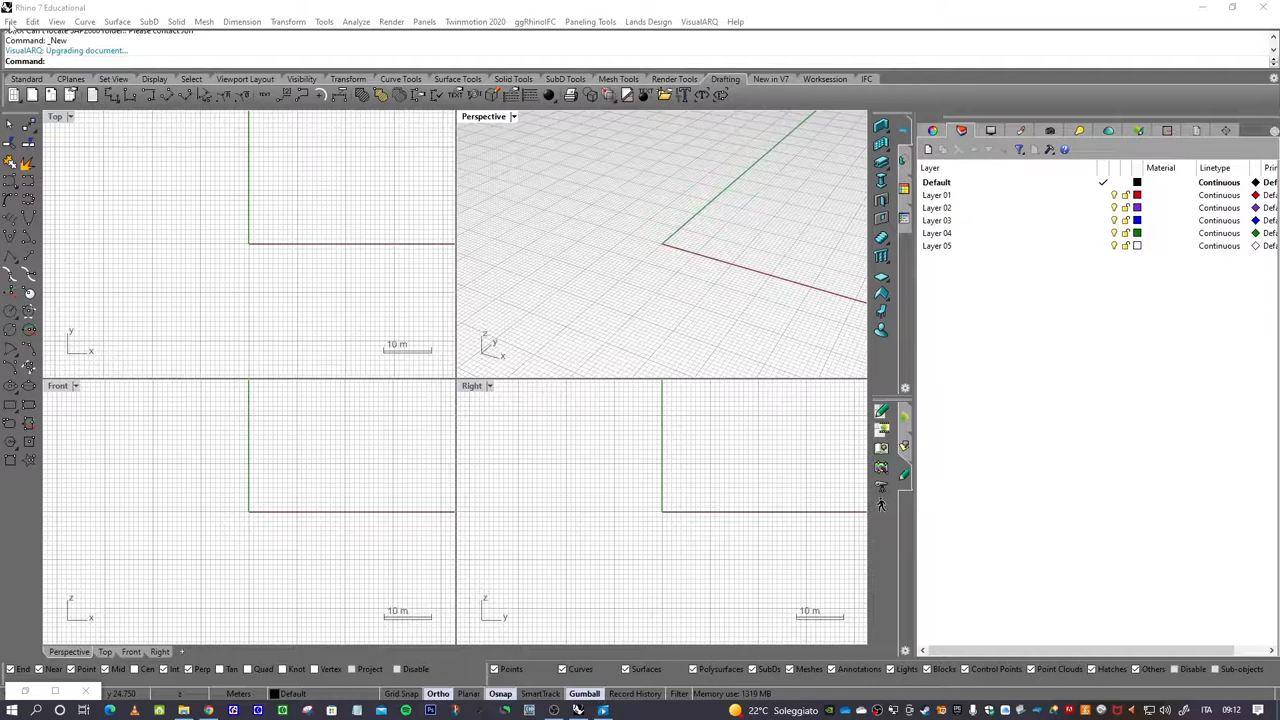 Rhino 7 Educational
File Edit View Curve Surface SubD Solid Mesh Dimension Transform Tools Analyze Render Panels Twinmotion 2020 ggRhinoIFC Paneling Tools Lands Design VisualARQ Help
Command: _New
VisualARQ: Upgrading document...
Command:
Standard CPlanes Set View Display Select Viewport Layout Visibility Transform Curve Tools Surface Tools Solid Tools SubD Tools Mesh Tools Render Tools Drafting New in V7 Worksession IFC
Top
Perspective
Layer Material Linetype
Default Continuous
Layer 01 Continuous
Layer 02 Continuous
Layer 03 Continuous
Layer 04 Continuous
Layer 05 Continuous
y
x
10 m
z
y
x
Front
Right
z
x
10 m
z
y
10 m
Perspective Top Front Right
End Near Point Mid Cen Int Perp Tan Quad Knot Vertex Project Disable Points Curves Surfaces Polysurfaces SubDs Meshes Annotations Lights Blocks Control Points Point Clouds Hatches Others Disable Sub-objects
y 24.750 Meters Default Grid Snap Ortho Planar Osnap SmartTrack Gumball Record History Filter Memory use: 1319 MB
22°C Soleggiato ITA 09:12